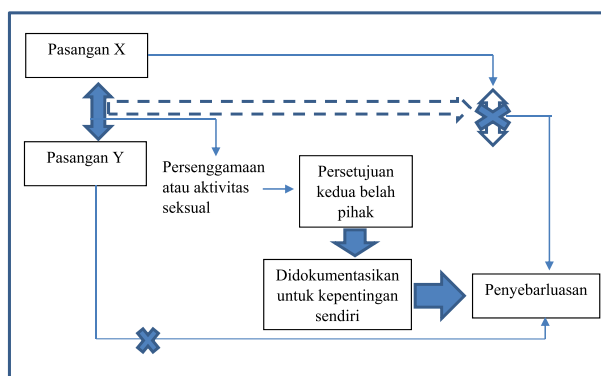 Pasangan X
Pasangan Y
Persenggamaan
atau aktivitas
seksual
Persetujuan
kedua belah
pihak
Didokumentasikan
untuk kepentingan
sendiri
Penyebarluasan